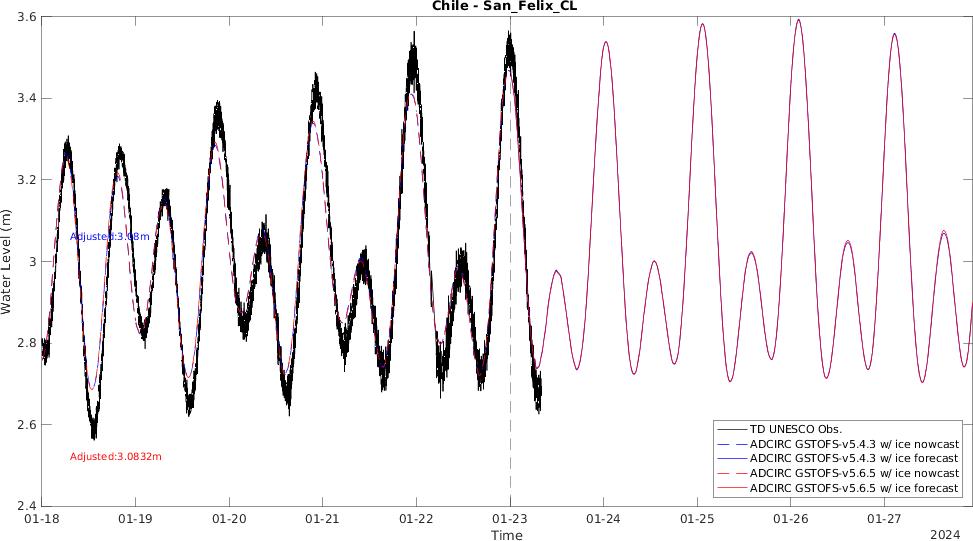 Chile - San_Felix_CL
3.6
3.4
3.2
3
2.8
2.6
2.4
Water Level (m)
Adjusted:3.08m
Adjusted:3.0832m
TD UNESCO Obs.
ADCIRC GSTOFS-v5.4.3 w/ ice nowcast
ADCIRC GSTOFS-v5.4.3 w/ ice forecast
ADCIRC GSTOFS-v5.6.5 w/ ice nowcast
ADCIRC GSTOFS-v5.6.5 w/ ice forecast
01-18 01-19 01-20 01-21 01-22 01-23 01-24 01-25 01-26 01-27
Time
2024